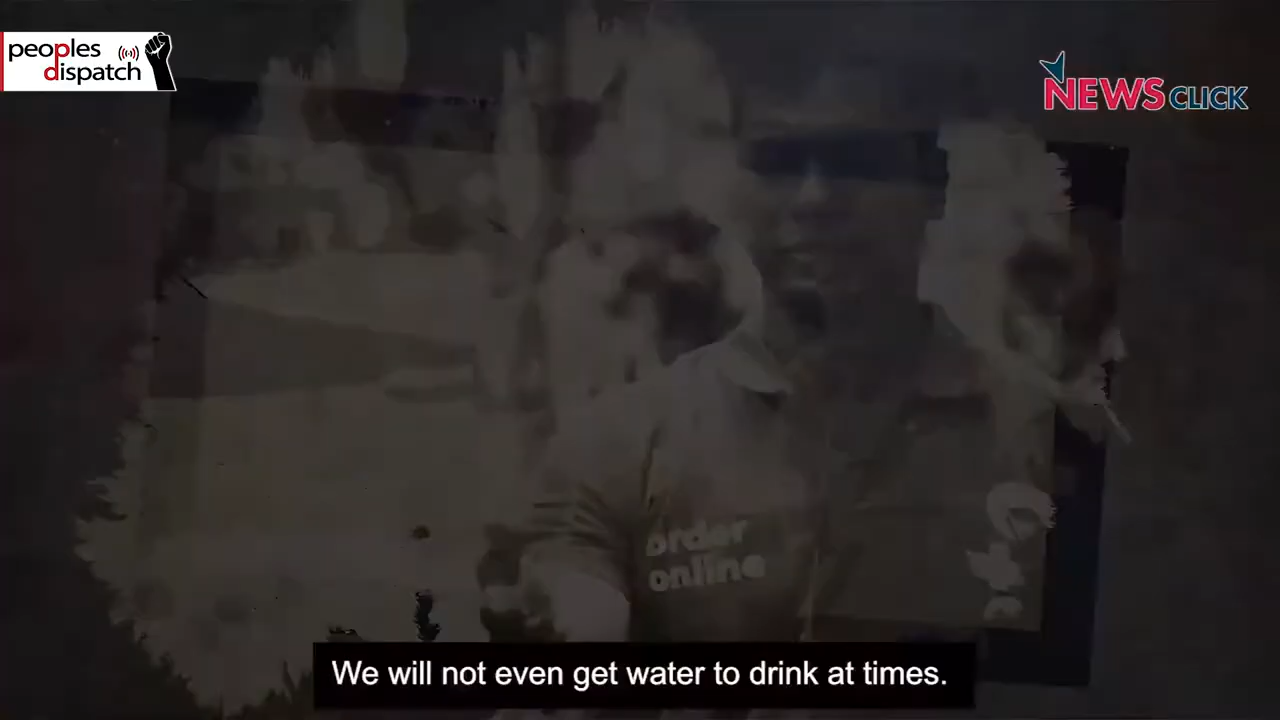 peoples
dispatch
NEWSCLICK
order
online
We will not even get water to drink at times.